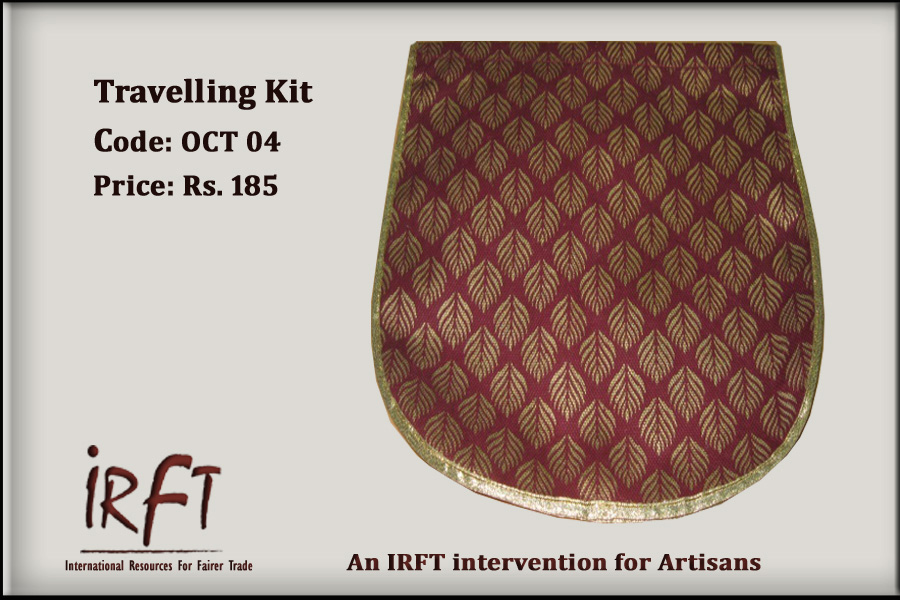 Travelling Kit
Code: OCT 04
Price: Rs. 185
IRFT
International Resources For Fairer Trade
An IRFT intervention for Artisans